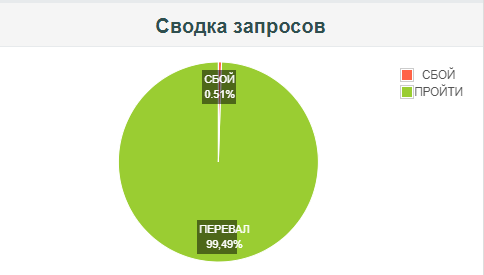 Сводка запросов
СБОЙ
0.51%
СБОЙ
ПРОЙТИ
ПЕРЕВАЛ
99,49%